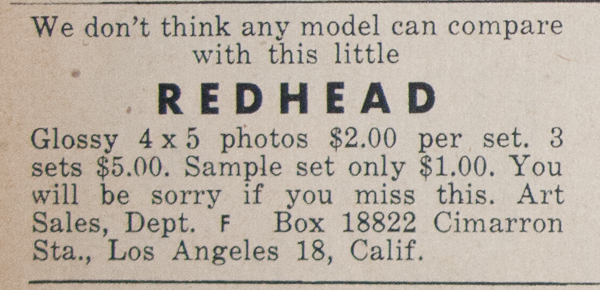 We don't think any model can compare
with this little
REDHEAD
Glossy 4x5 photos $2.00 per set. 3
sets $5.00. Sample set only $1.00. You
will be sorry if you miss this. Art
Sales, Dept. F Box 18822 Cimarron
Sta., Los Angeles 18, Calif.